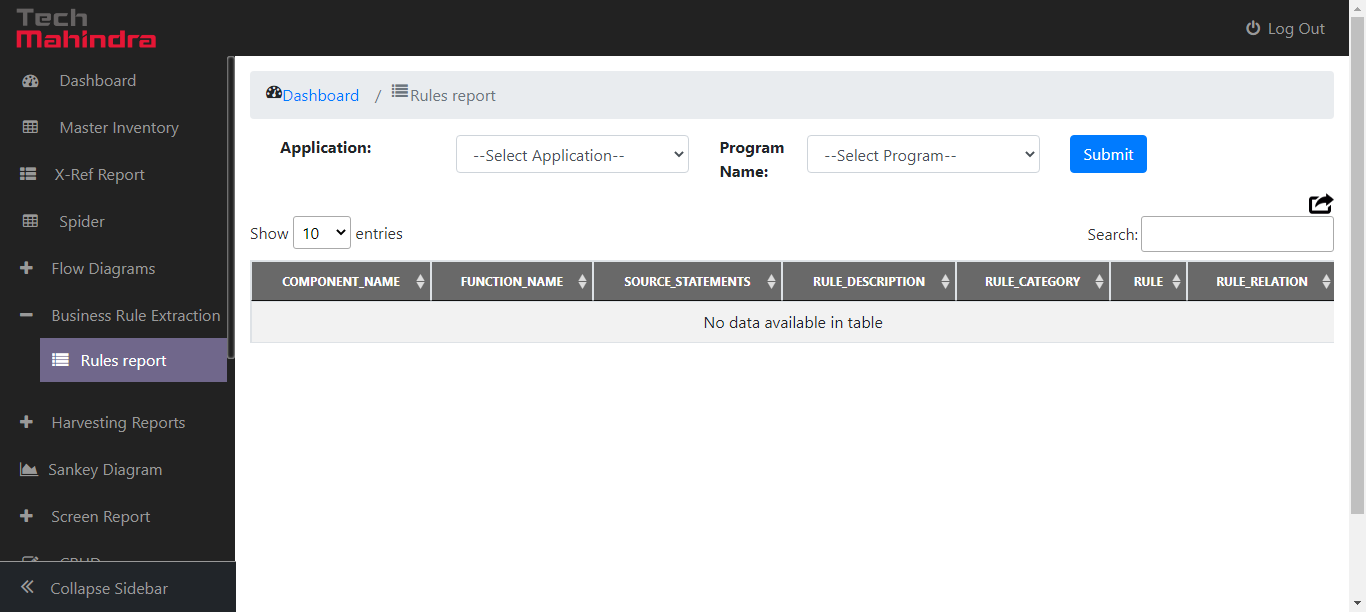 Tech
Mahindra
Log Out
Dashboard
Master Inventory
X-Ref Report
Spider
Flow Diagrams
Business Rule Extraction
Rules report
Harvesting Reports
Sankey Diagram
Screen Report
CRUD
Collapse Sidebar
Dashboard / Rules report
Application: --Select Application-- Program Name: --Select Program-- Submit
Show 10 entries
Search:
COMPONENT_NAME FUNCTION_NAME SOURCE_STATEMENTS RULE_DESCRIPTION RULE_CATEGORY RULE RULE_RELATION
No data available in table